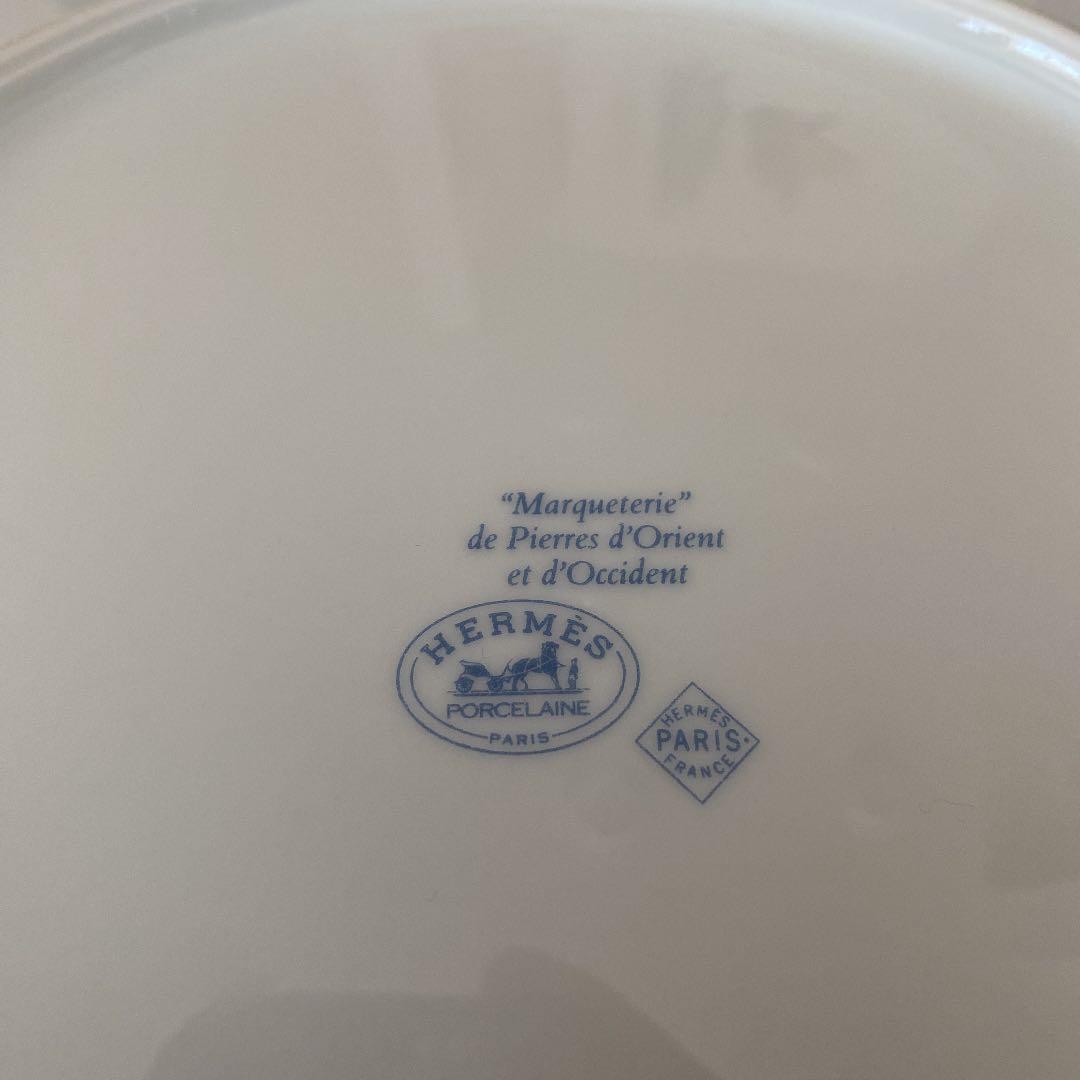 “Marqueterie”
de Pierres d’Orient
et d’Occident
HERMÈS
PORCELAINE
PARIS
HERMÈS
PARIS
FRANCE